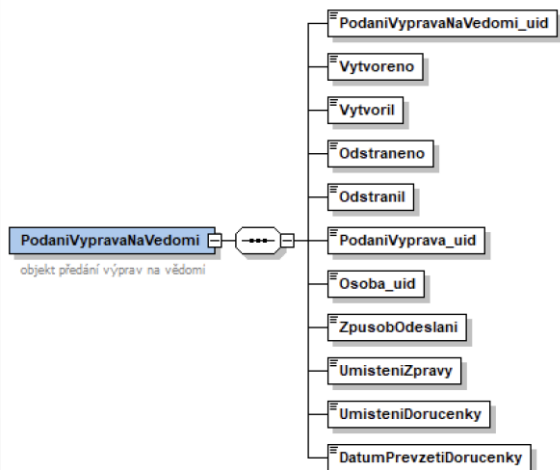 PodaniVypravaNaVedomi_uid
Vytvoreno
Vytvoril
Odstraneno
Odstranil
PodaniVypravaNaVedomi
objekt předání výprav na vědomí
PodaniVyprava_uid
Osoba_uid
ZpusobOdeslani
UmisteniZpravy
UmisteniDorucenky
DatumPrevzetiDorucenky